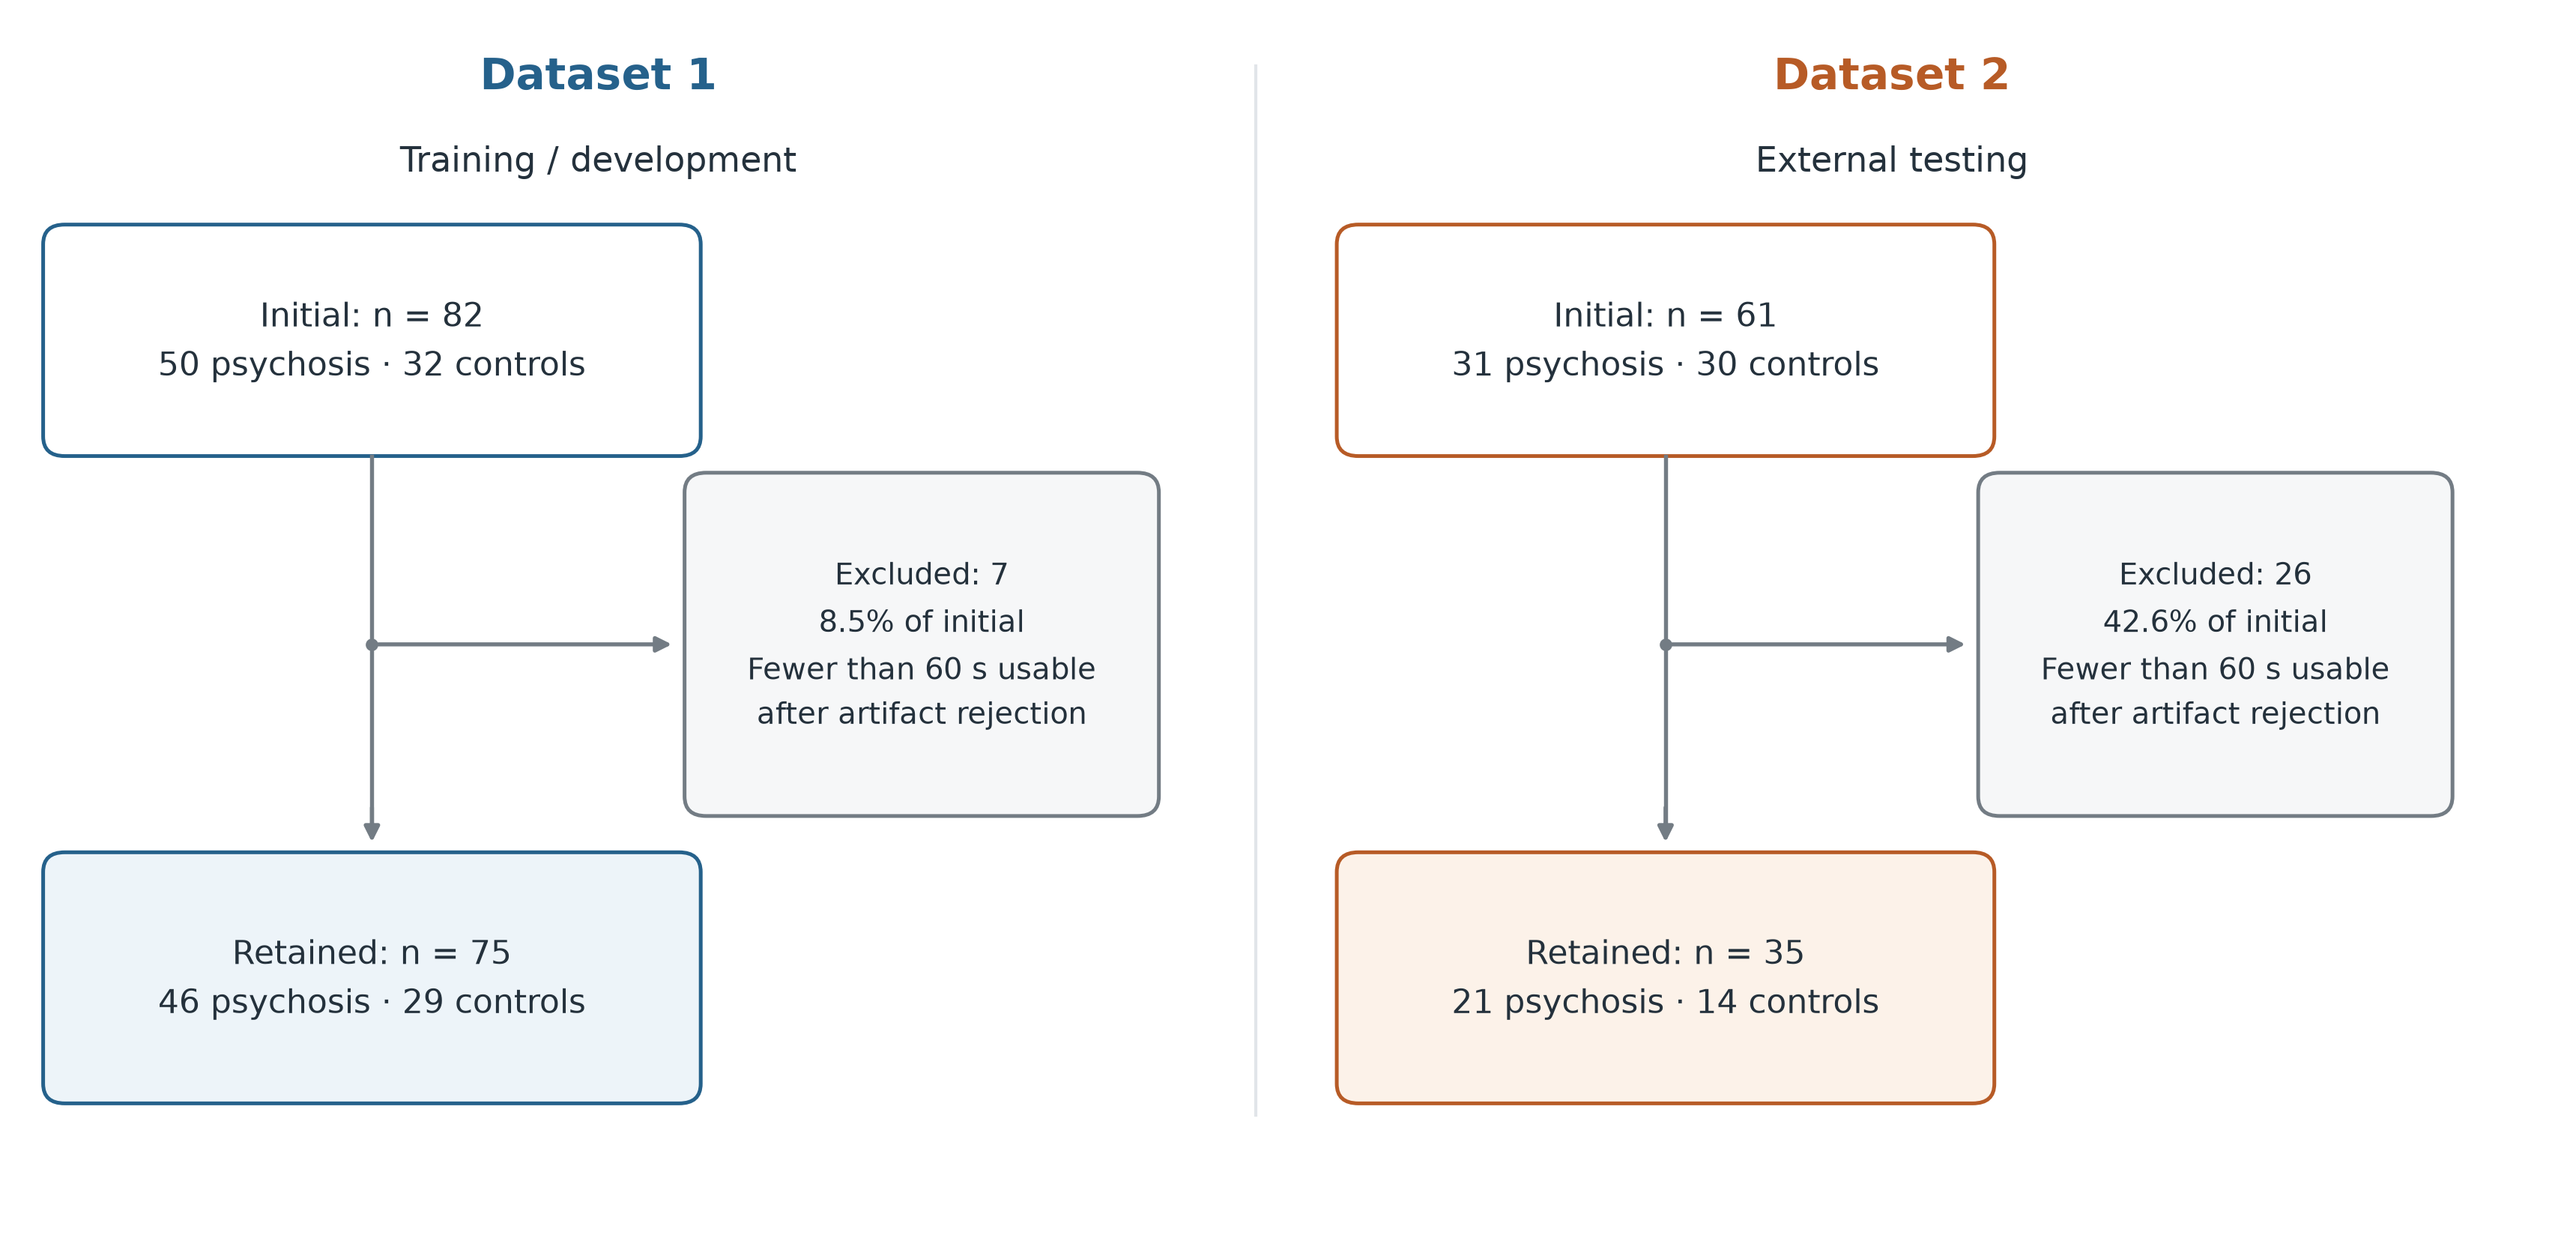 Dataset 1
Training / development
Initial: n = 82
50 psychosis · 32 controls
Excluded: 7
8.5% of initial
Fewer than 60 s usable
after artifact rejection
Retained: n = 75
46 psychosis · 29 controls
Dataset 2
External testing
Initial: n = 61
31 psychosis · 30 controls
Excluded: 26
42.6% of initial
Fewer than 60 s usable
after artifact rejection
Retained: n = 35
21 psychosis · 14 controls